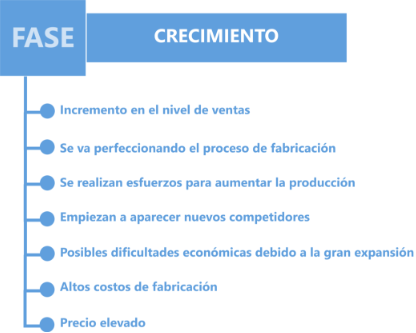 FASE
CRECIMIENTO
Incremento en el nivel de ventas
Se va perfeccionando el proceso de fabricación
Se realizan esfuerzos para aumentar la producción
Empiezan a aparecer nuevos competidores
Posibles dificultades económicas debido a la gran expansión
Altos costos de fabricación
Precio elevado